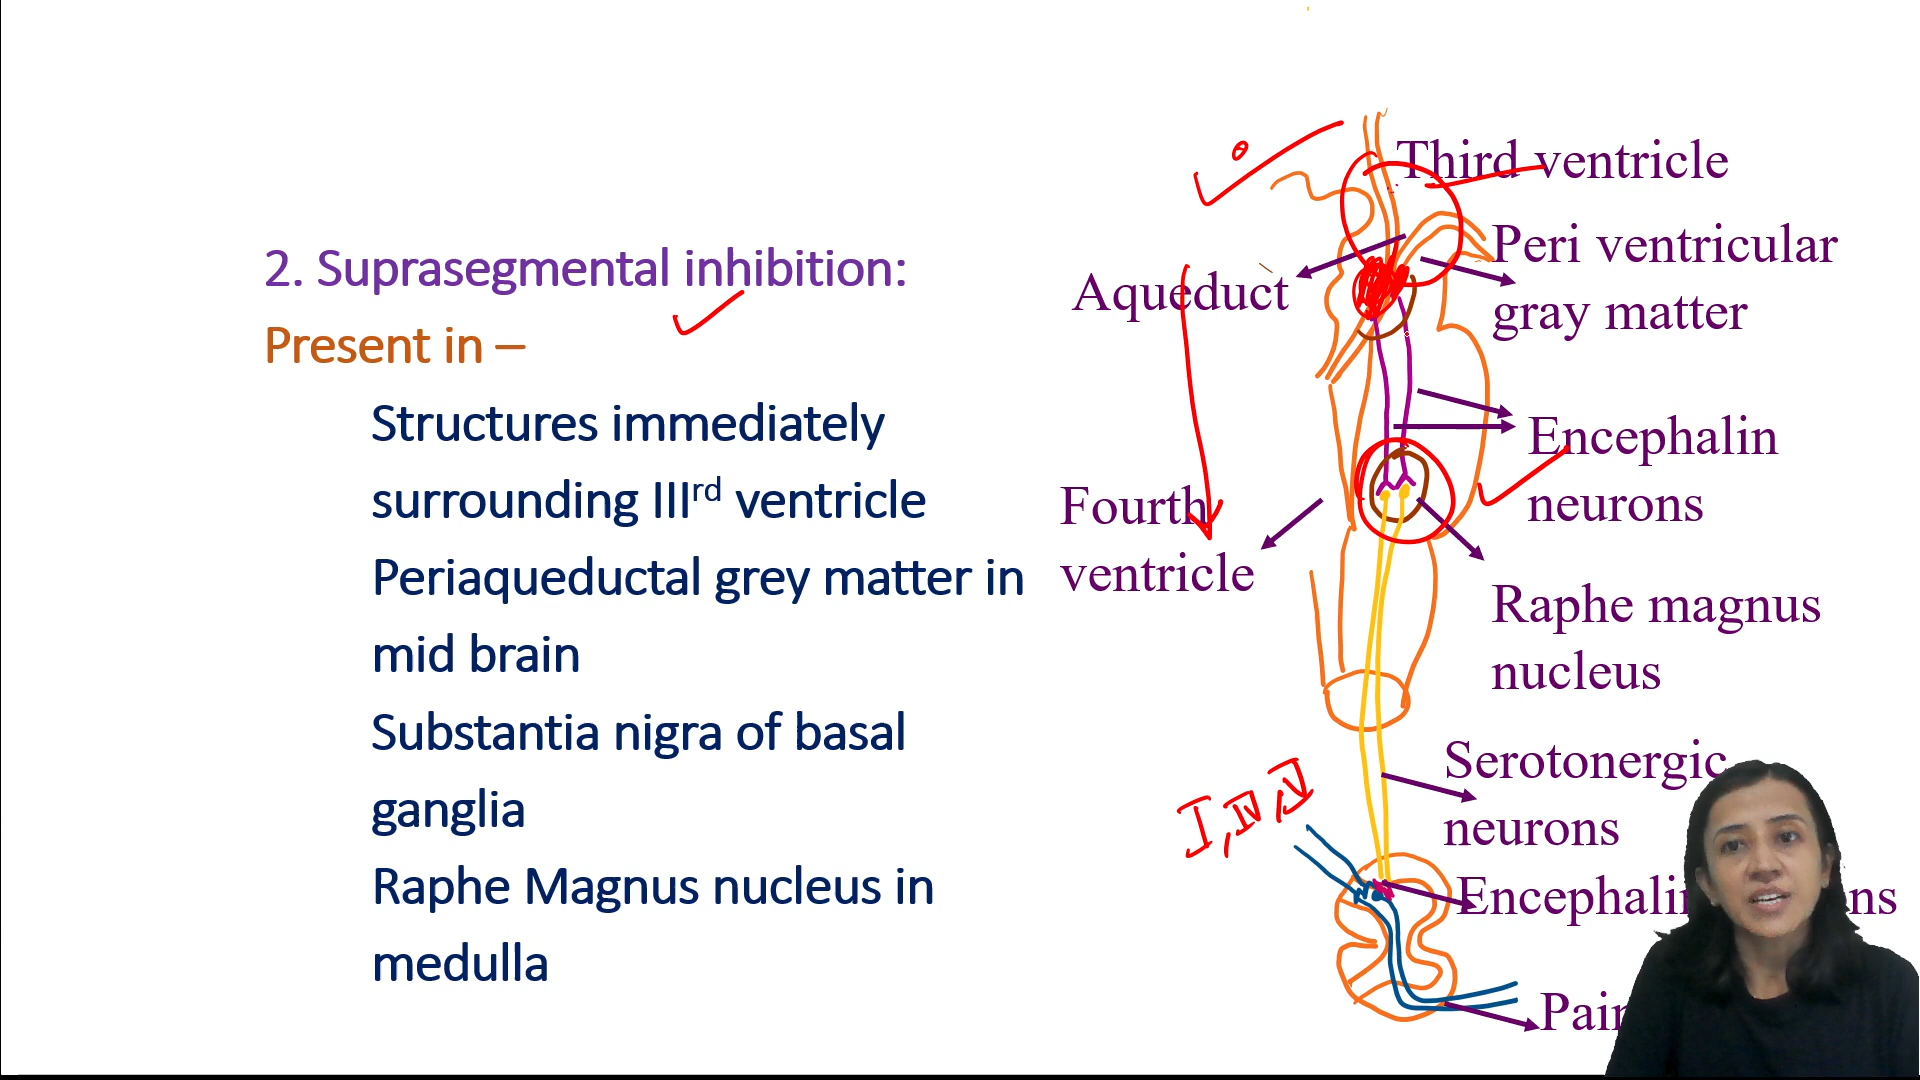 2. Suprasegmental inhibition:
Present in –
Structures immediately
surrounding IIIrd ventricle
Periaqueductal grey matter in
mid brain
Substantia nigra of basal
ganglia
Raphe Magnus nucleus in
medulla
Third ventricle
Peri ventricular
gray matter
Aqueduct
Encephalin
neurons
Fourth
ventricle
Raphe magnus
nucleus
Serotonergic
neurons
I, IV, V